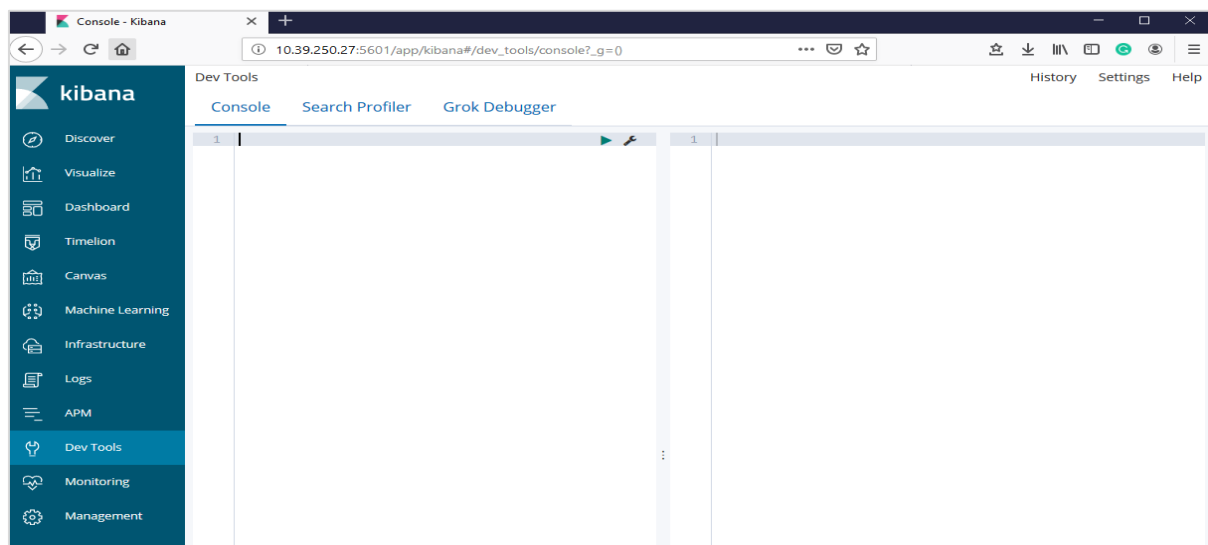 Console - Kibana
10.39.250.27:5601/app/kibana#/dev_tools/console?_g=()
kibana
Dev Tools
History Settings Help
Console Search Profiler Grok Debugger
1
1
Discover
Visualize
Dashboard
Timelion
Canvas
Machine Learning
Infrastructure
Logs
APM
Dev Tools
Monitoring
Management